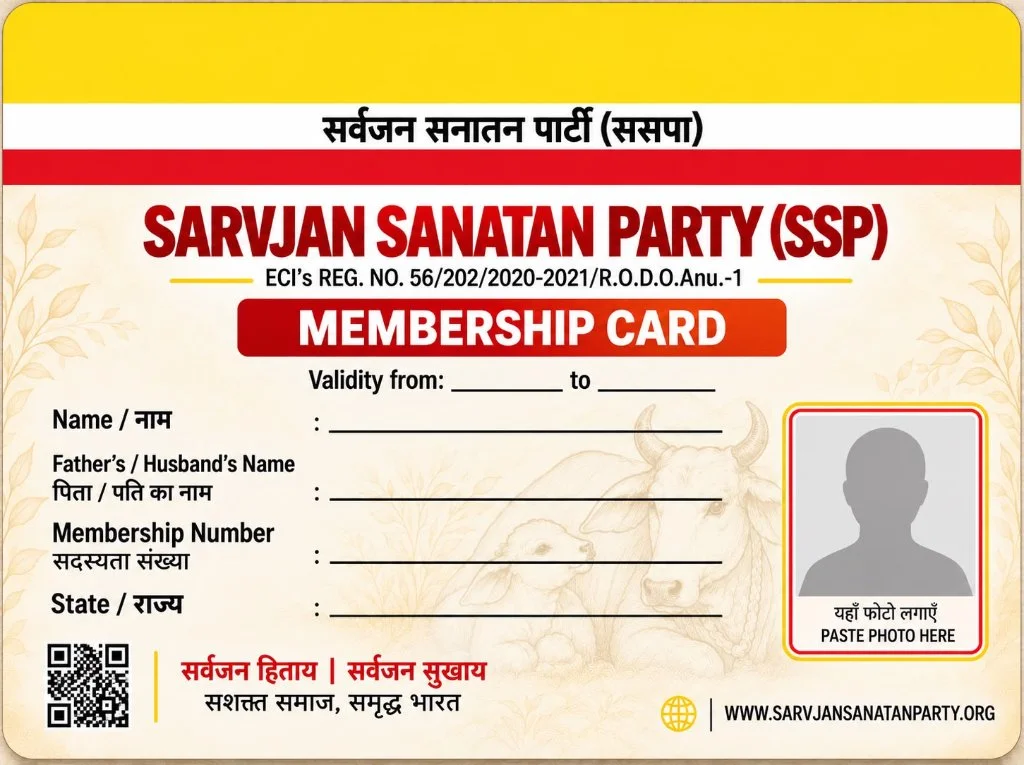 सर्वजन सनातन पार्टी (ससपा)
SARVJAN SANATAN PARTY (SSP)
ECI's REG. NO. 56/202/2020-2021/R.O.D.O.Anu.-1
MEMBERSHIP CARD
Validity from: __________ to __________
Name / नाम :
Father's / Husband's Name
पिता / पति का नाम :
Membership Number
सदस्यता संख्या :
State / राज्य :
यहाँ फोटो लगाएँ
PASTE PHOTO HERE
सर्वजन हिताय | सर्वजन सुखाय
सशक्त समाज, समृद्ध भारत
WWW.SARVJANSANATANPARTY.ORG